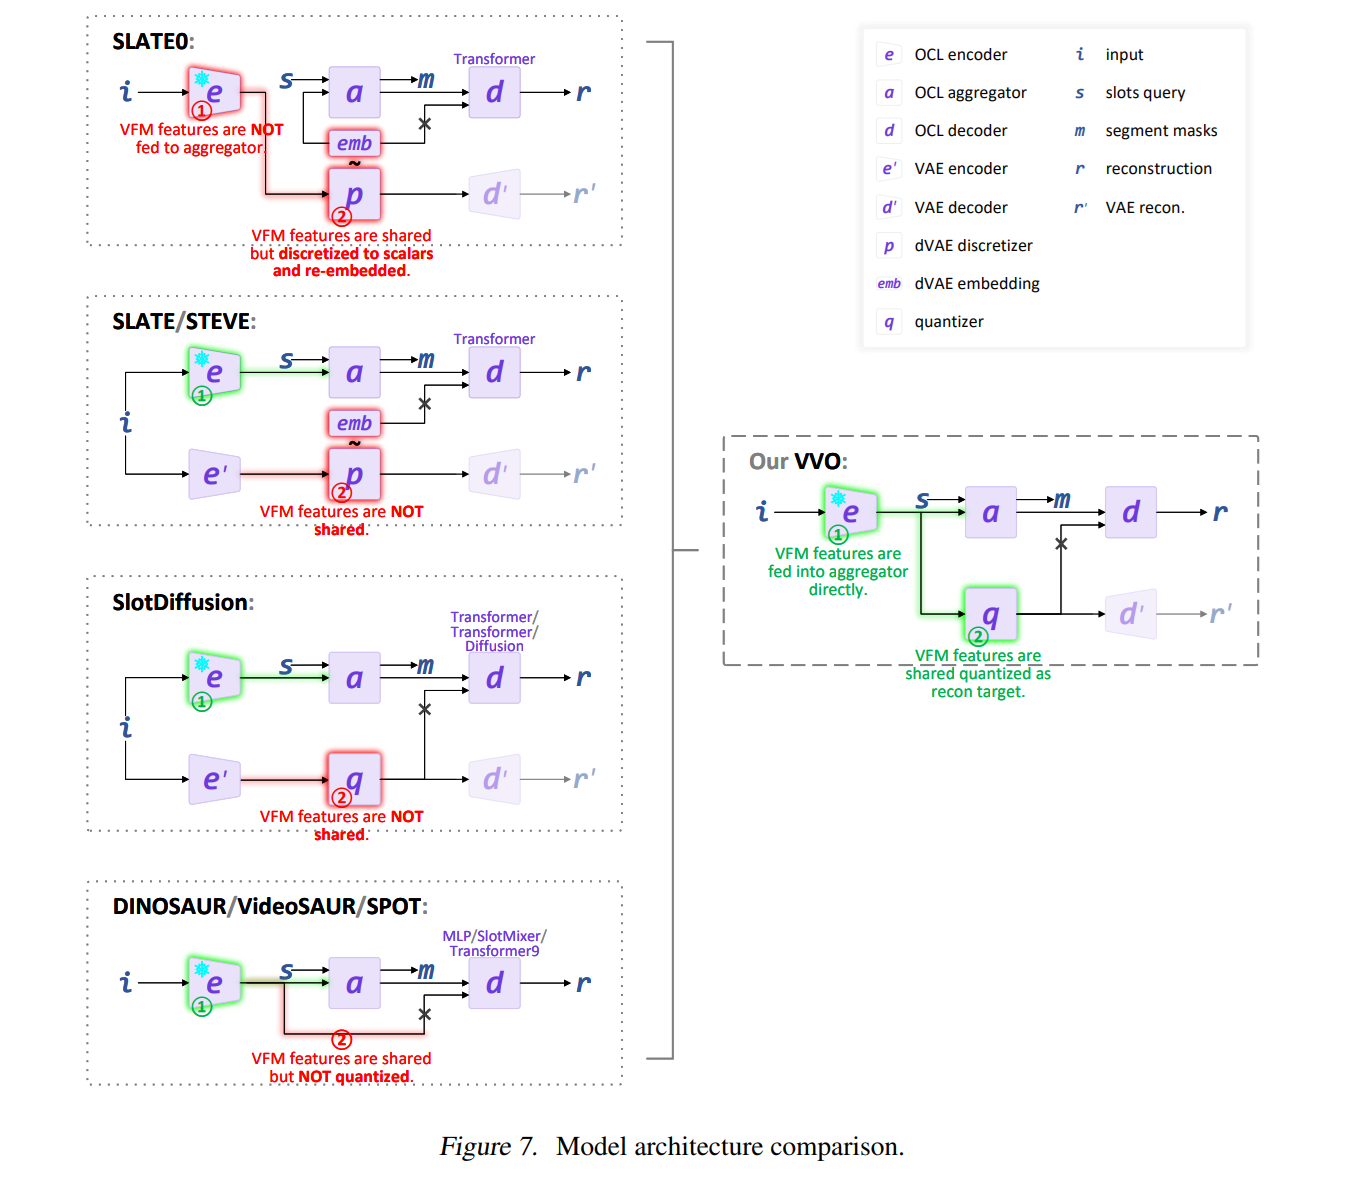 SLATE0:
Transformer
i e s a m d r
①
VFM features are NOT
fed to aggregator.
emb
~
p d' r'
②
VFM features are shared
but discretized to scalars
and re-embedded.
SLATE/STEVE:
Transformer
e s a m d r
①
i
emb
~
e' p d' r'
②
VFM features are NOT
shared.
SlotDiffusion:
Transformer/
Transformer/
Diffusion
e s a m d r
①
i
e' q d' r'
②
VFM features are NOT
shared.
DINOSAUR/VideoSAUR/SPOT:
MLP/SlotMixer/
Transformer9
i e s a m d r
①
②
VFM features are shared
but NOT quantized.
e OCL encoder
a OCL aggregator
d OCL decoder
e' VAE encoder
d' VAE decoder
p dVAE discretizer
emb dVAE embedding
q quantizer
i input
s slots query
m segment masks
r reconstruction
r' VAE recon.
Our VVO:
i e s a m d r
①
VFM features are
fed into aggregator
directly.
q d' r'
②
VFM features are
shared quantized as
recon target.
Figure 7. Model architecture comparison.